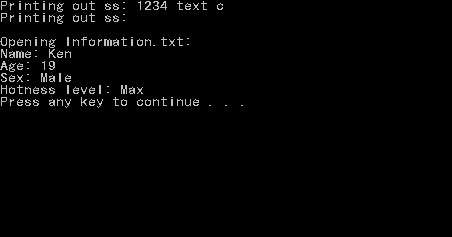 Printing out ss: 1234 text c
Printing out ss:
Opening Information.txt:
Name: Ken
Age: 19
Sex: Male
Hotness level: Max
Press any key to continue . . .